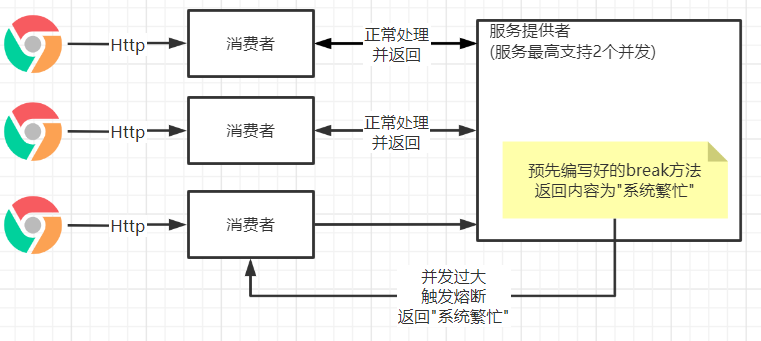 Http
消费者
正常处理
并返回
服务提供者
(服务最高支持2个并发)
Http
消费者
正常处理
并返回
预先编写好的break方法
返回内容为"系统繁忙"
Http
消费者
并发过大
触发熔断
返回"系统繁忙"